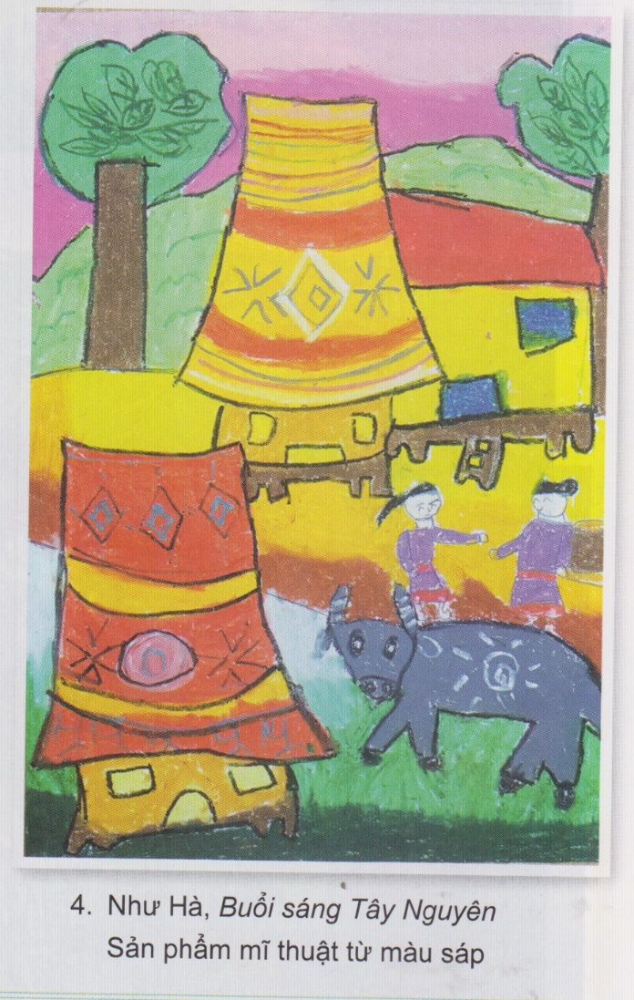 4. Như Hà, Buổi sáng Tây Nguyên
Sản phẩm mĩ thuật từ màu sáp